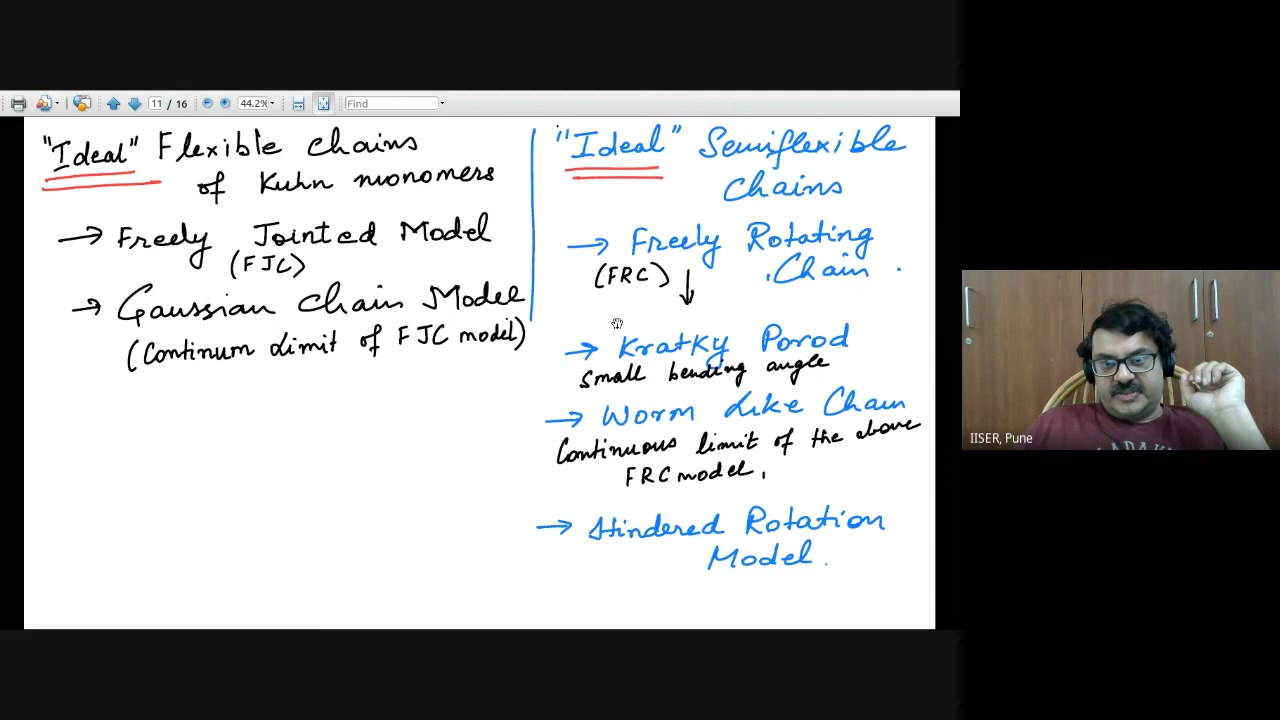 11 / 16
44.2%
Find
"Ideal" Flexible chains
of Kuhn monomers
→ Freely Jointed Model
(FJC)
→ Gaussian Chain Model
(Continum Limit of FJC model)
"Ideal" Semiflexible
Chains
→ Freely Rotating
Chain.
(FRC) ↓
→ Kratky Porod
Small bending angle
→ Worm Like Chain
Continuous limit of the above
FRC model.
→ Hindered Rotation
Model.
IISER, Pune